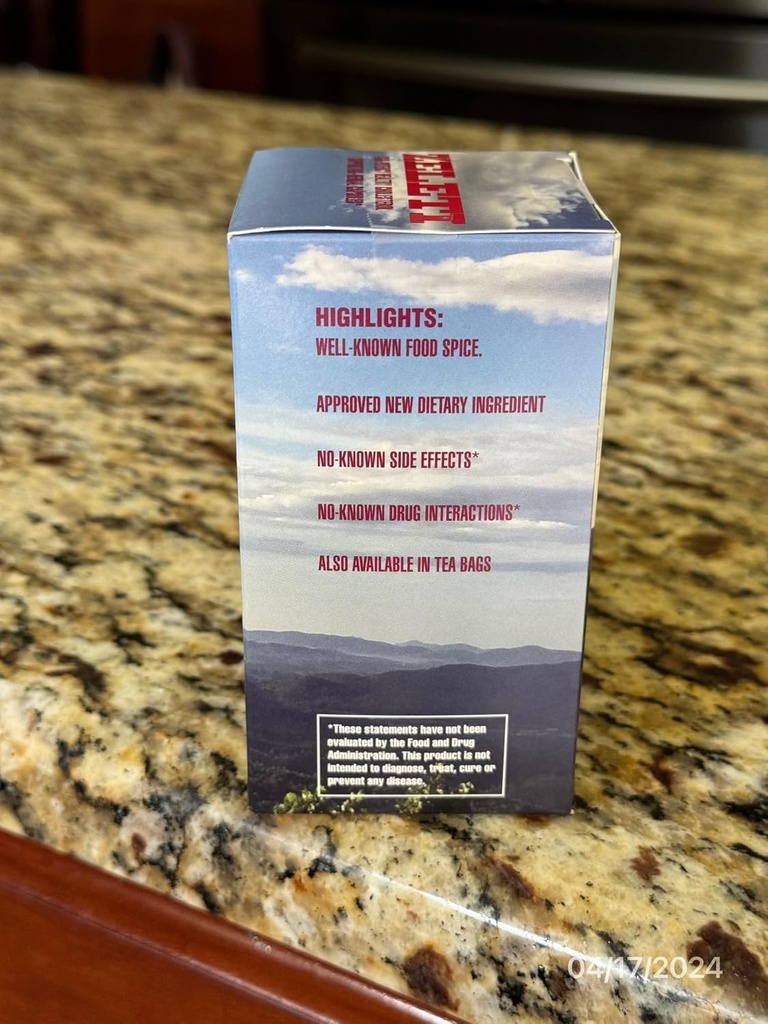 HIGHLIGHTS:
WELL-KNOWN FOOD SPICE.
APPROVED NEW DIETARY INGREDIENT
NO-KNOWN SIDE EFFECTS*
NO-KNOWN DRUG INTERACTIONS*
ALSO AVAILABLE IN TEA BAGS
*These statements have not been
evaluated by the Food and Drug
Administration. This product is not
intended to diagnose, treat, cure or
prevent any disease.
04/17/2024